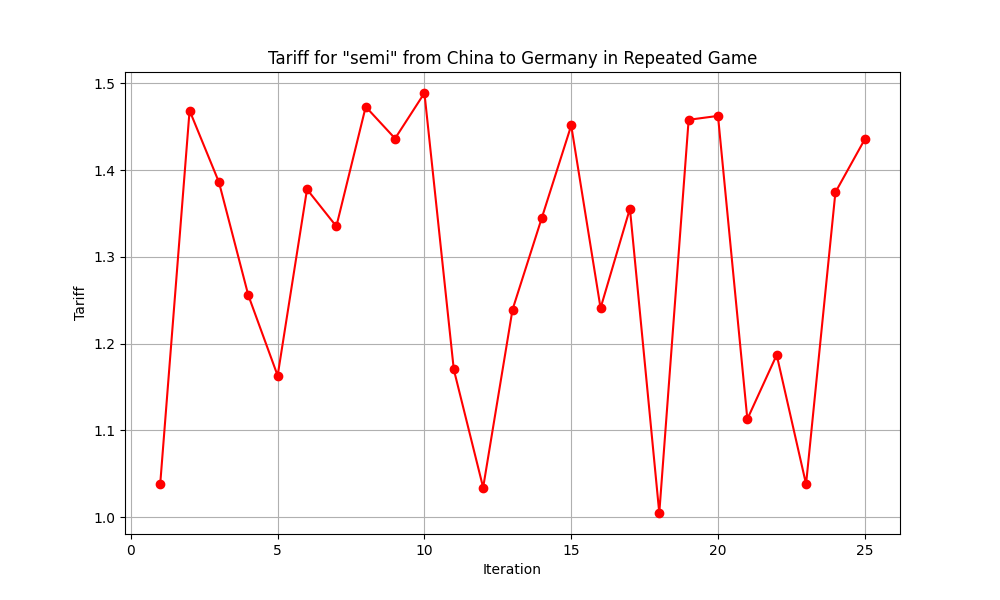 Tariff for "semi" from China to Germany in Repeated Game
1.5
1.4
1.3
1.2
1.1
1.0
Tariff
0 5 10 15 20 25
Iteration